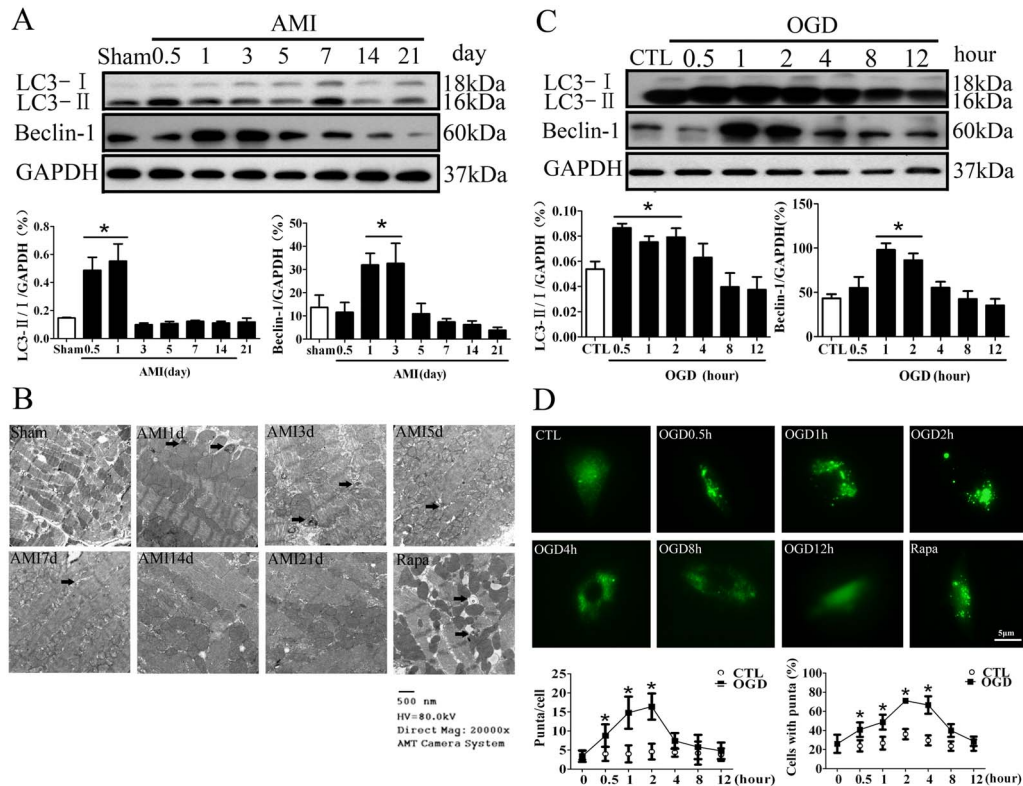 A
AMI
Sham 0.5 1 3 5 7 14 21 day
LC3-Ⅰ 18kDa
LC3-Ⅱ 16kDa
Beclin-1 60kDa
GAPDH 37kDa
LC3-Ⅱ/Ⅰ/GAPDH (%)
0.8
0.6
0.4
0.2
0.0
*
Sham 0.5 1 3 5 7 14 21
AMI(day)
Beclin-1/GAPDH (%)
50
40
30
20
10
0
*
sham 0.5 1 3 5 7 14 21
AMI(day)
C
OGD
CTL 0.5 1 2 4 8 12 hour
LC3-Ⅰ 18kDa
LC3-Ⅱ 16kDa
Beclin-1 60kDa
GAPDH 37kDa
LC3-Ⅱ/Ⅰ/GAPDH (%)
0.10
0.08
0.06
0.04
0.02
0.00
*
CTL 0.5 1 2 4 8 12
OGD (hour)
Beclin-1/GAPDH(%)
150
100
50
0
*
CTL 0.5 1 2 4 8 12
OGD (hour)
B
Sham AMI1d AMI3d AMI5d
AMI7d AMI14d AMI21d Rapa
500 nm
HV=80.0kV
Direct Mag: 20000x
AMT Camera System
D
CTL OGD0.5h OGD1h OGD2h
OGD4h OGD8h OGD12h Rapa
5μm
Punta/cell
25
20
15
10
5
0
* * *
CTL
OGD
0 0.5 1 2 4 8 12 (hour)
Cells with punta (%)
100
80
60
40
20
0
* * * *
CTL
OGD
0 0.5 1 2 4 8 12 (hour)